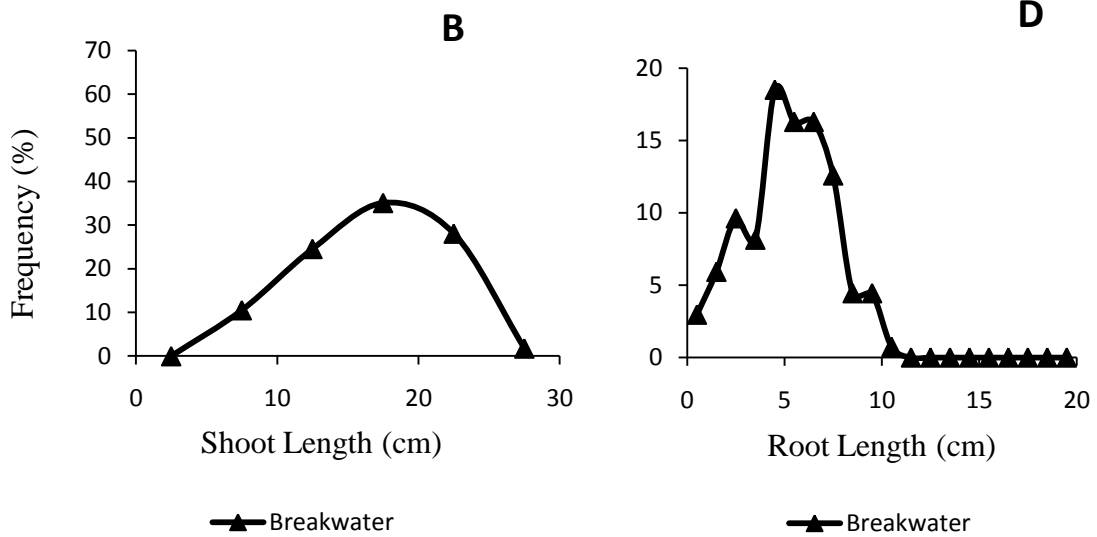 B
70
60
50
40
30
20
10
0
0 10 20 30
Frequency (%)
Shoot Length (cm)
Breakwater
D
20
15
10
5
0
0 5 10 15 20
Root Length (cm)
Breakwater